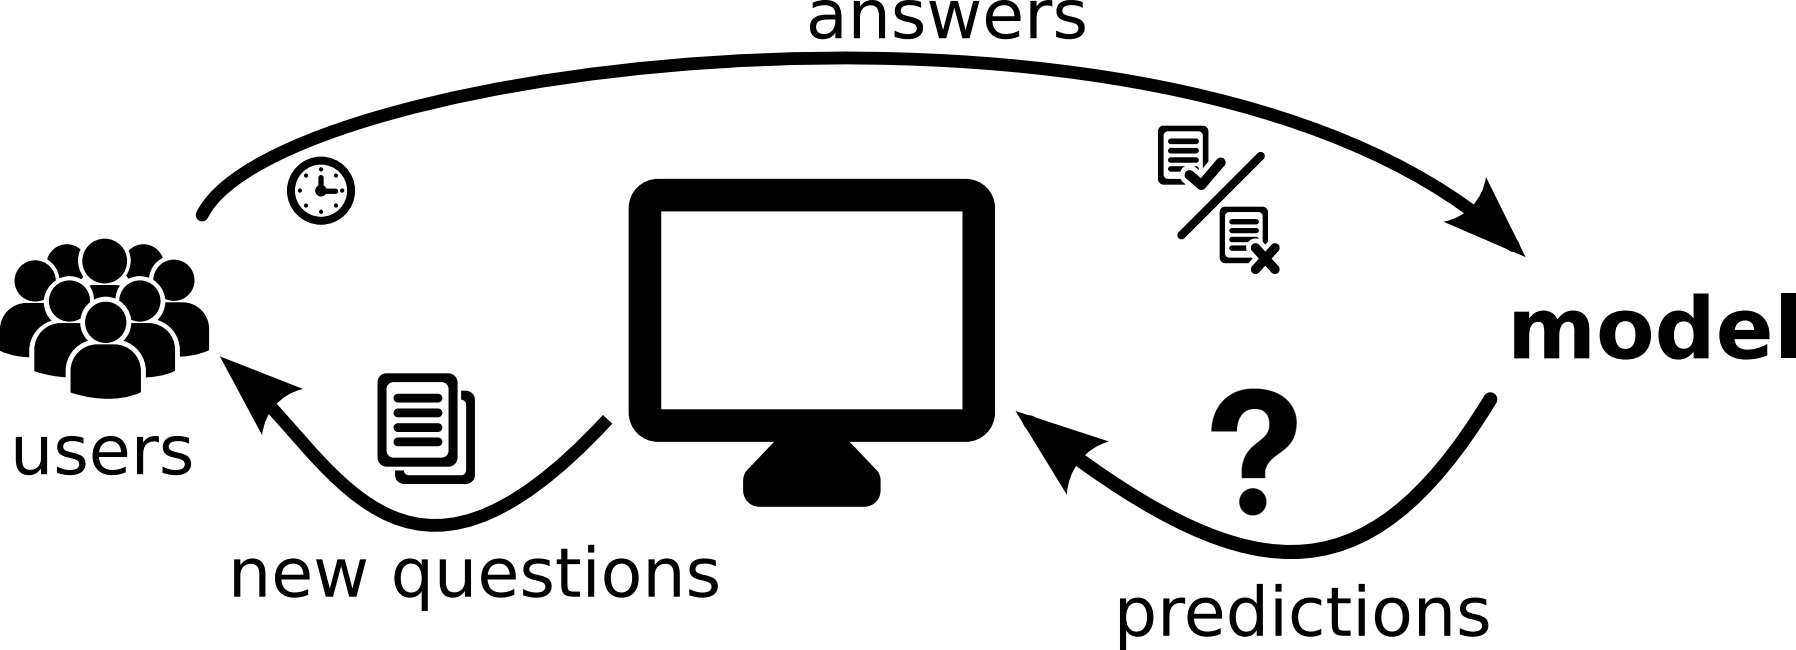 answers
users
model
new questions
predictions